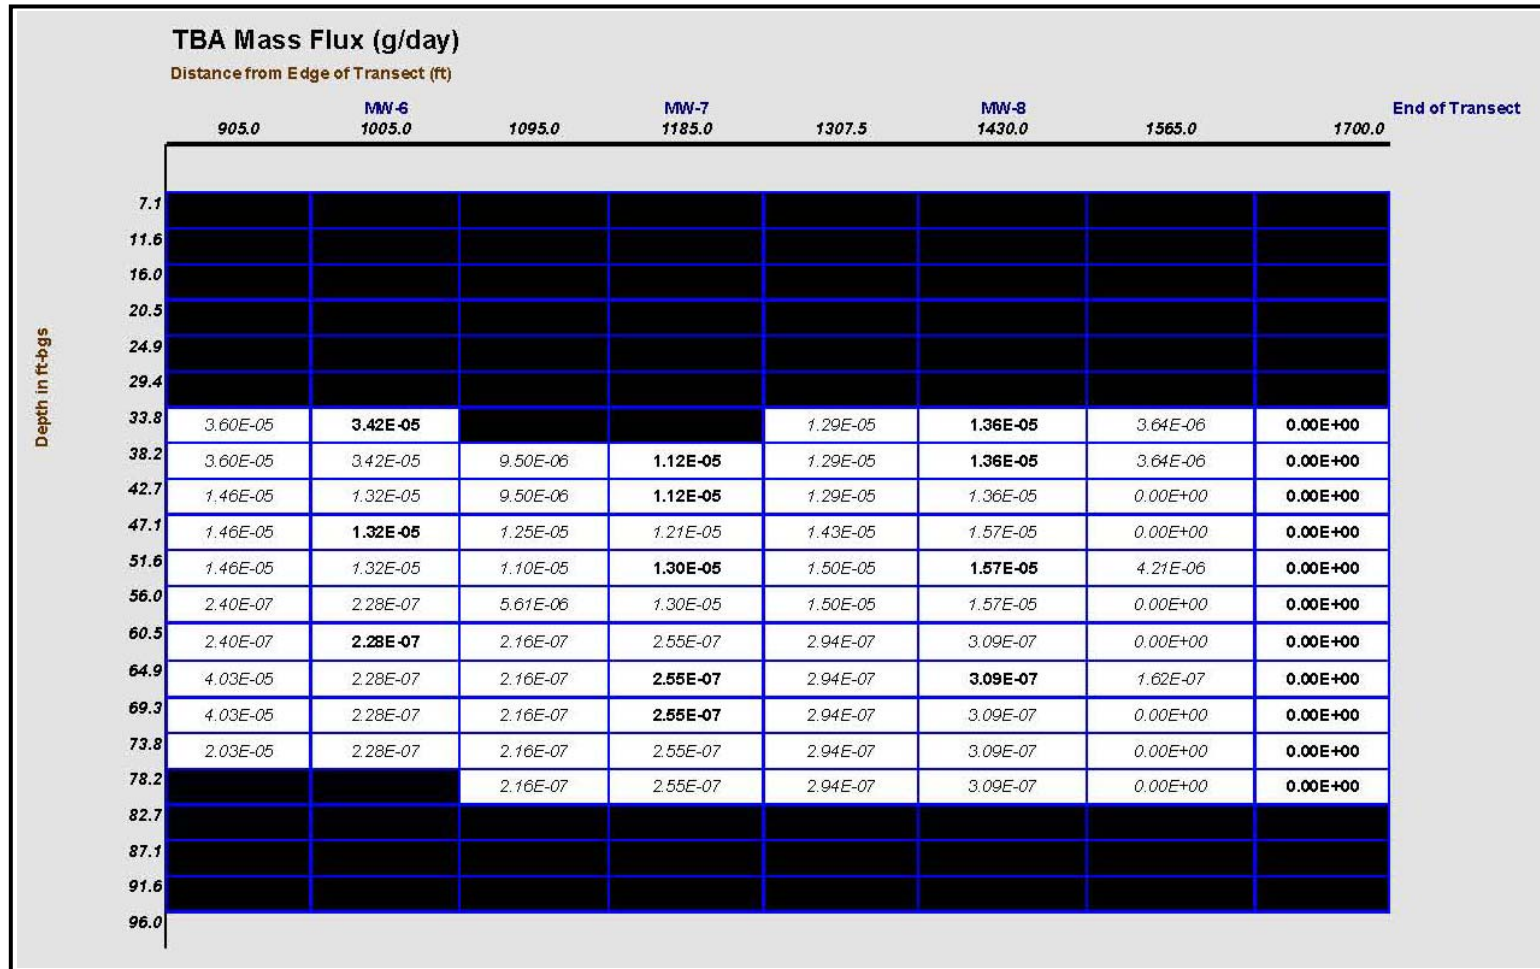 TBA Mass Flux (g/day)
Distance from Edge of Transect (ft)
MW-6 MW-7 MW-8 End of Transect
905.0 1005.0 1095.0 1185.0 1307.5 1430.0 1565.0 1700.0
Depth in ft-bgs
7.1
11.6
16.0
20.5
24.9
29.4
33.8 3.60E-05 3.42E-05 1.29E-05 1.36E-05 3.64E-06 0.00E+00
38.2 3.60E-05 3.42E-05 9.50E-06 1.12E-05 1.29E-05 1.36E-05 3.64E-06 0.00E+00
42.7 1.46E-05 1.32E-05 9.50E-06 1.12E-05 1.29E-05 1.36E-05 0.00E+00 0.00E+00
47.1 1.46E-05 1.32E-05 1.25E-05 1.21E-05 1.43E-05 1.57E-05 0.00E+00 0.00E+00
51.6 1.46E-05 1.32E-05 1.10E-05 1.30E-05 1.50E-05 1.57E-05 4.21E-06 0.00E+00
56.0 2.40E-07 2.28E-07 5.61E-06 1.30E-05 1.50E-05 1.57E-05 0.00E+00 0.00E+00
60.5 2.40E-07 2.28E-07 2.16E-07 2.55E-07 2.94E-07 3.09E-07 0.00E+00 0.00E+00
64.9 4.03E-05 2.28E-07 2.16E-07 2.55E-07 2.94E-07 3.09E-07 1.62E-07 0.00E+00
69.3 4.03E-05 2.28E-07 2.16E-07 2.55E-07 2.94E-07 3.09E-07 0.00E+00 0.00E+00
73.8 2.03E-05 2.28E-07 2.16E-07 2.55E-07 2.94E-07 3.09E-07 0.00E+00 0.00E+00
78.2 2.16E-07 2.55E-07 2.94E-07 3.09E-07 0.00E+00 0.00E+00
82.7
87.1
91.6
96.0